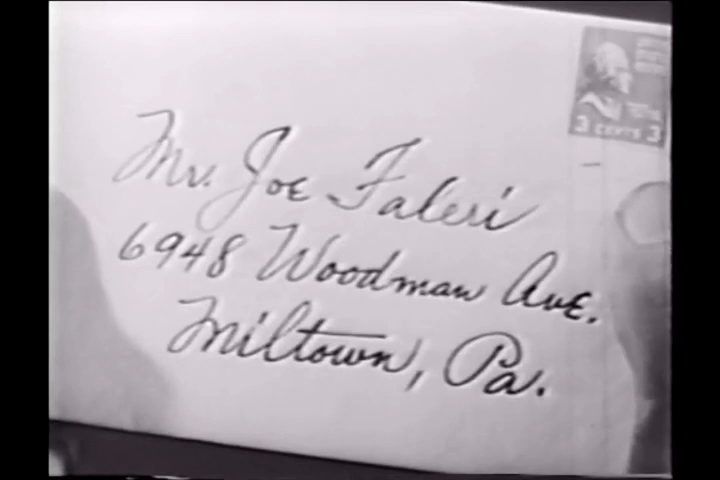 3 CENTS 3
Mr. Joe Faleri
6948 Woodman Ave.
Miltown, Pa.